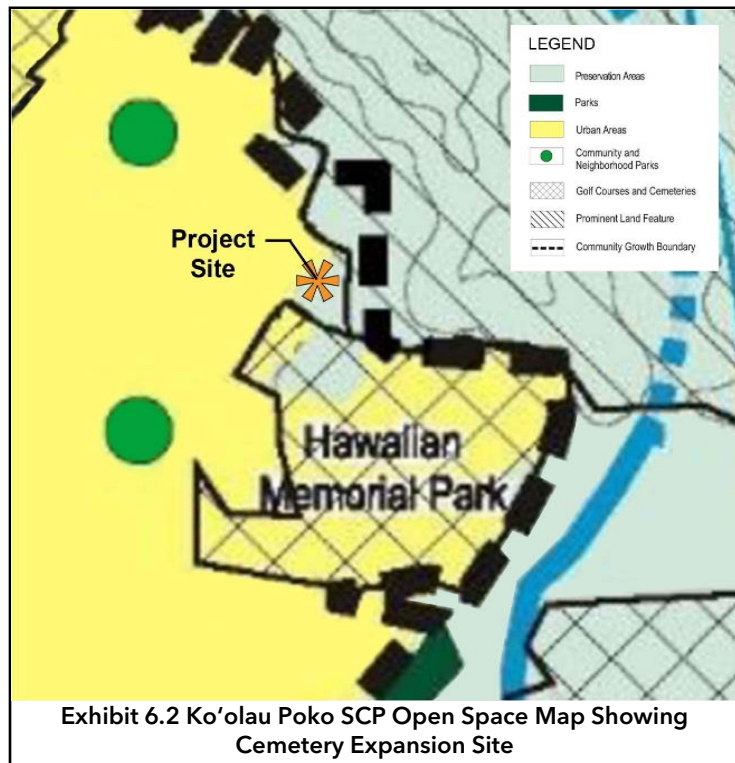 LEGEND
Preservation Areas
Parks
Urban Areas
Community and
Neighborhood Parks
Golf Courses and Cemeteries
Prominent Land Feature
Community Growth Boundary
Project
Site
Hawaiian
Memorial Park
Exhibit 6.2 Ko‘olau Poko SCP Open Space Map Showing
Cemetery Expansion Site